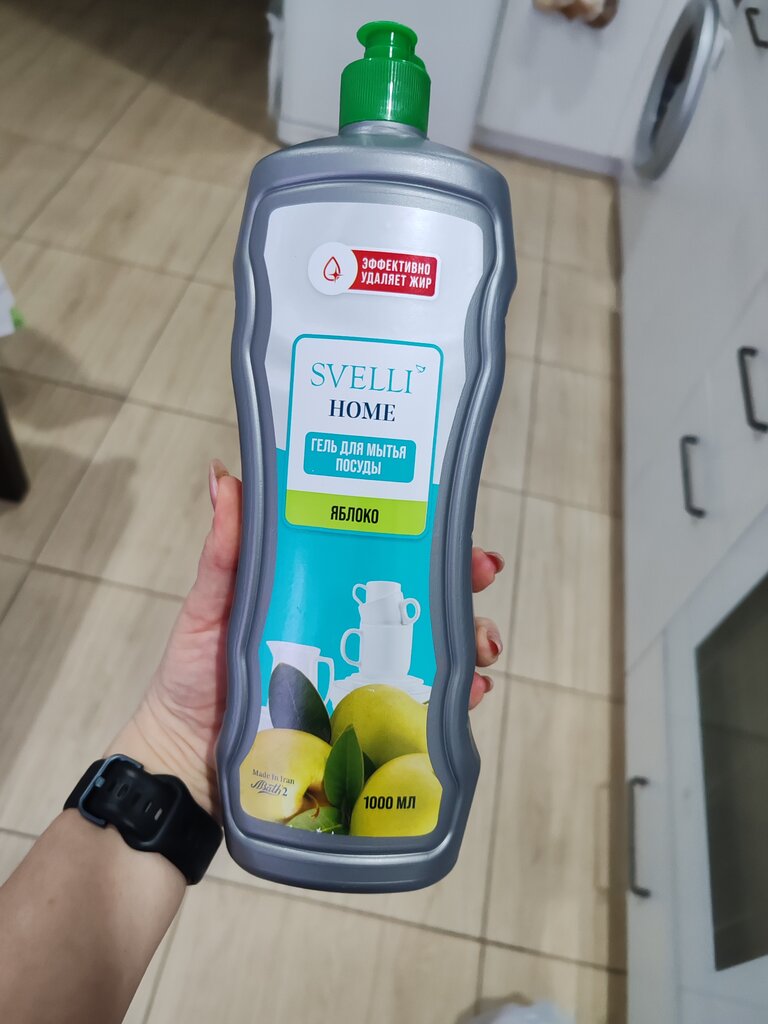 ЭФФЕКТИВНО
УДАЛЯЕТ ЖИР
SVELLI
HOME
ГЕЛЬ ДЛЯ МЫТЬЯ
ПОСУДЫ
ЯБЛОКО
Made In Iran
1000 МЛ